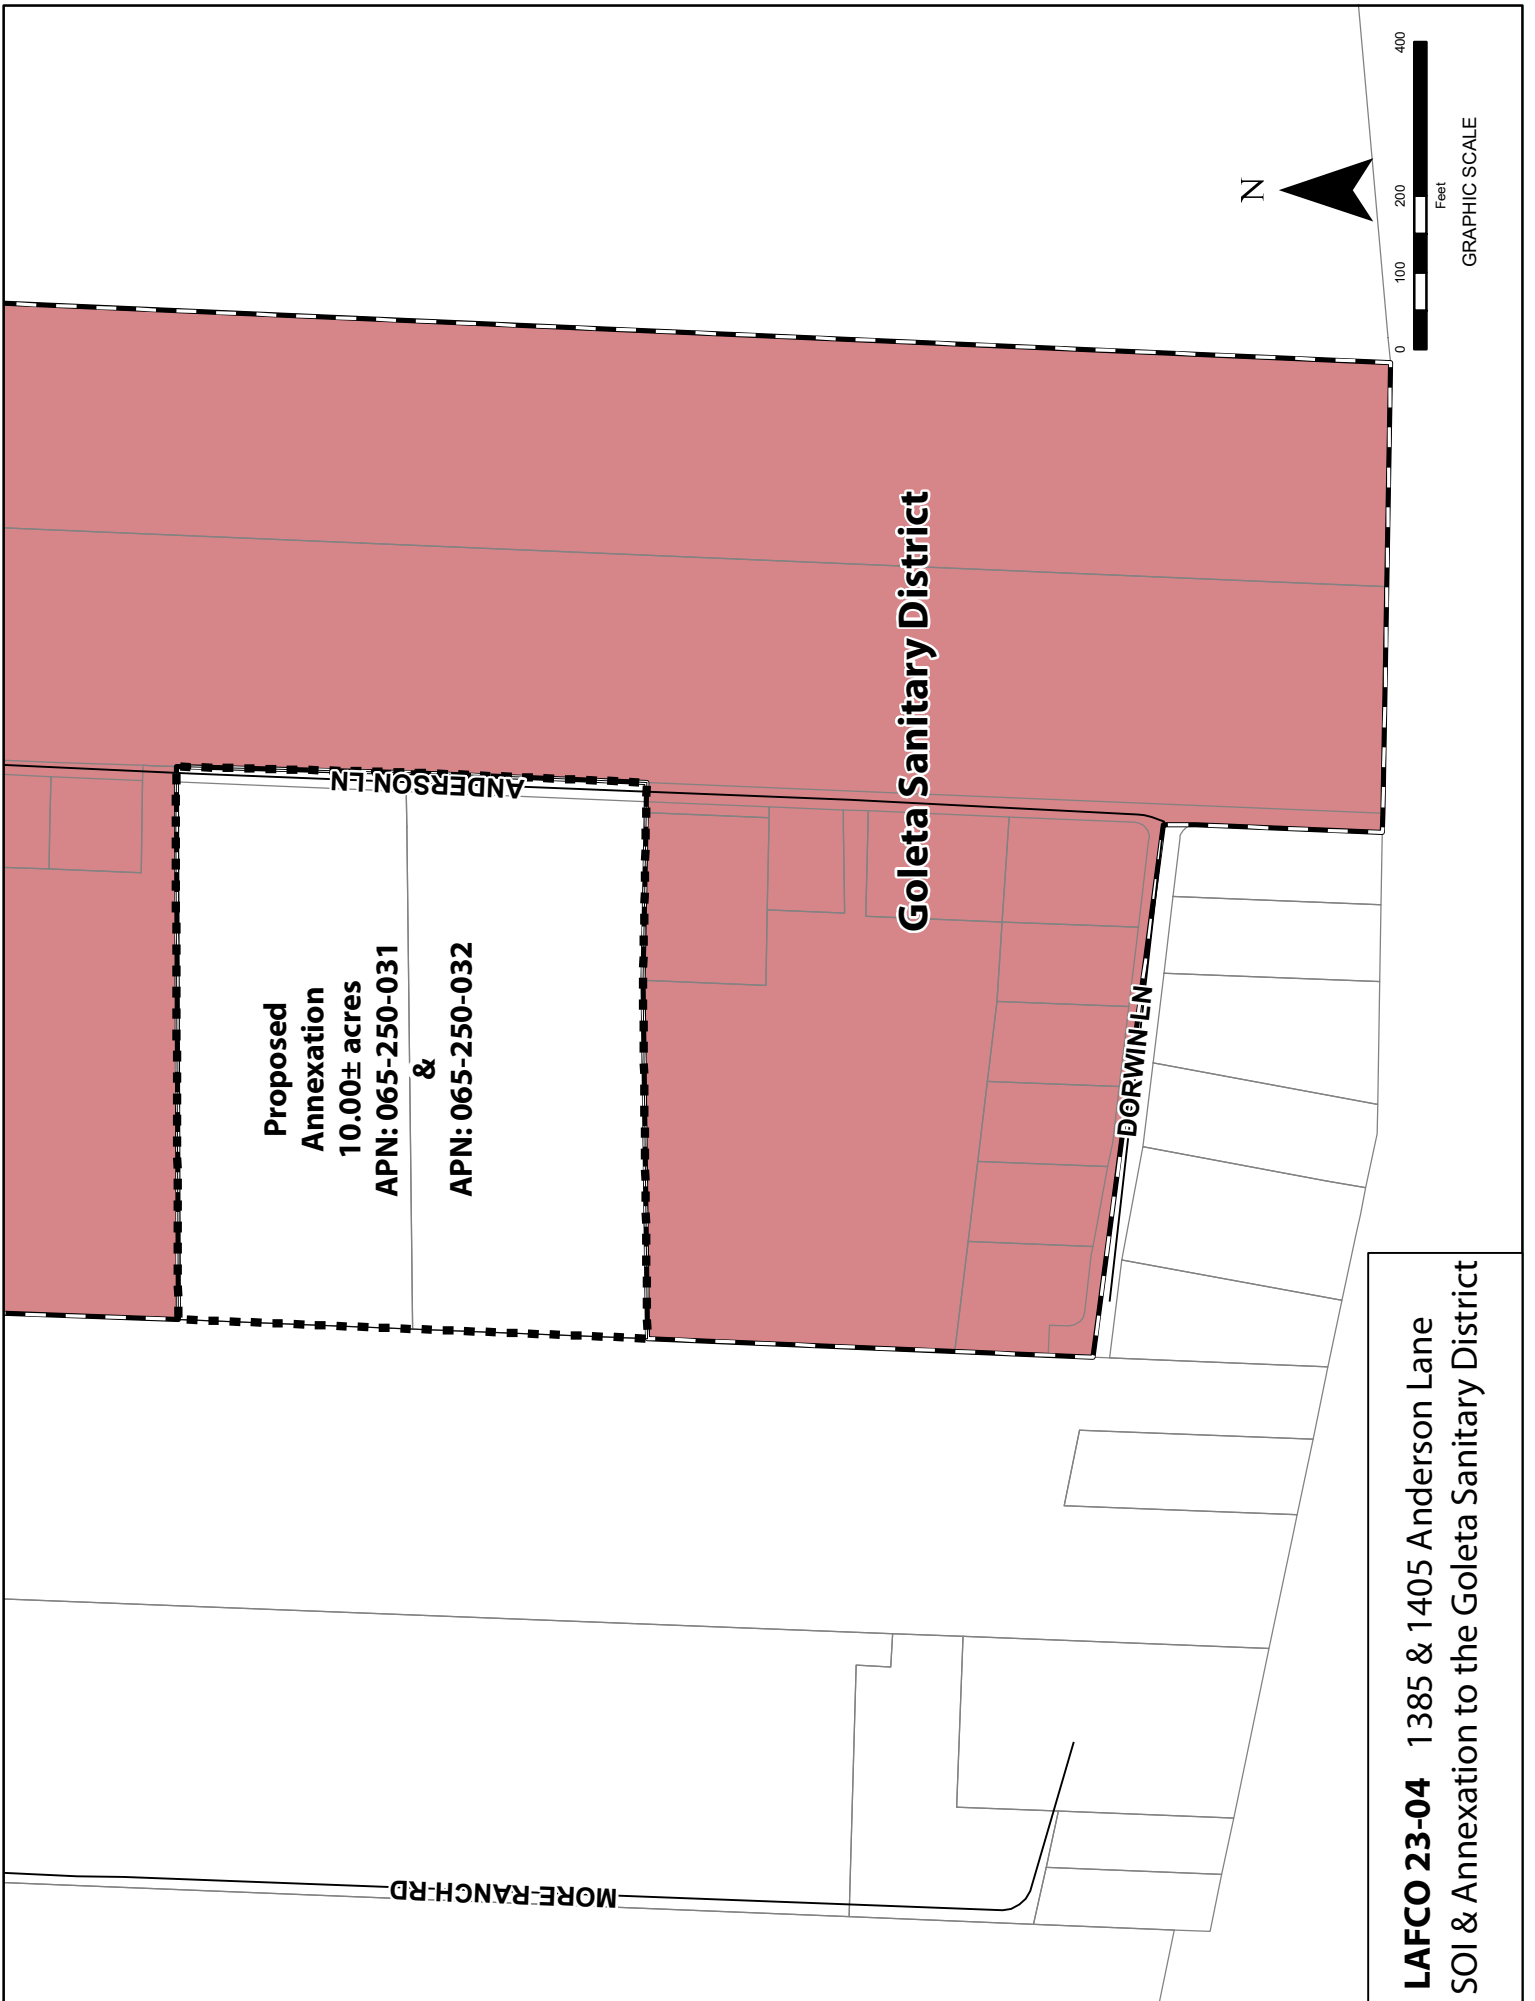 Proposed
Annexation
10.00± acres
APN: 065-250-031
&
APN: 065-250-032
ANDERSON LN
Goleta Sanitary District
DORWIN LN
MORE RANCH RD
N
0 100 200 400
Feet
GRAPHIC SCALE
LAFCO 23-04 1385 & 1405 Anderson Lane
SOI & Annexation to the Goleta Sanitary District